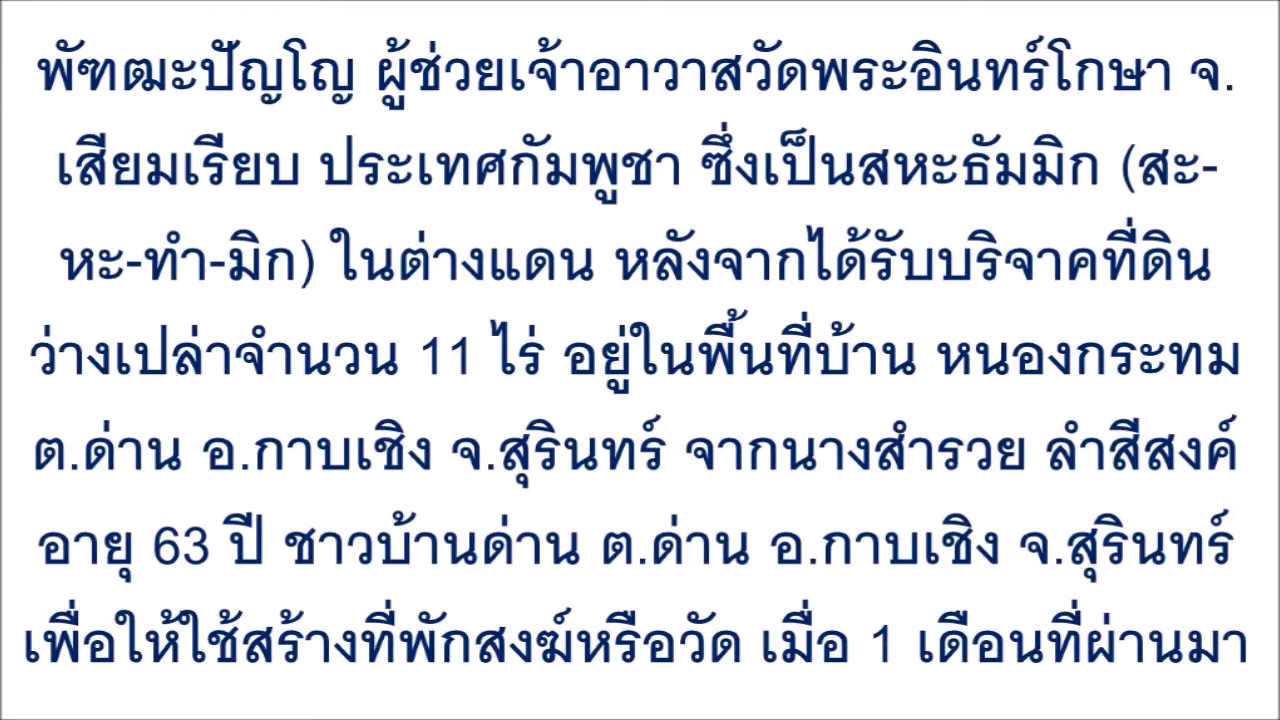 พัฑฒะปัญโญ ผู้ช่วยเจ้าอาวาสวัดพระอินทร์โกษา จ.
เสียมเรียบ ประเทศกัมพูชา ซึ่งเป็นสหะธัมมิก (สะ-
หะ-ทำ-มิก) ในต่างแดน หลังจากได้รับบริจาคที่ดิน
ว่างเปล่าจำนวน 11 ไร่ อยู่ในพื้นที่บ้าน หนองกระทม
ต.ด่าน อ.กาบเชิง จ.สุรินทร์ จากนางสำรวย ลำสีสงค์
อายุ 63 ปี ชาวบ้านด่าน ต.ด่าน อ.กาบเชิง จ.สุรินทร์
เพื่อให้ใช้สร้างที่พักสงฆ์หรือวัด เมื่อ 1 เดือนที่ผ่านมา